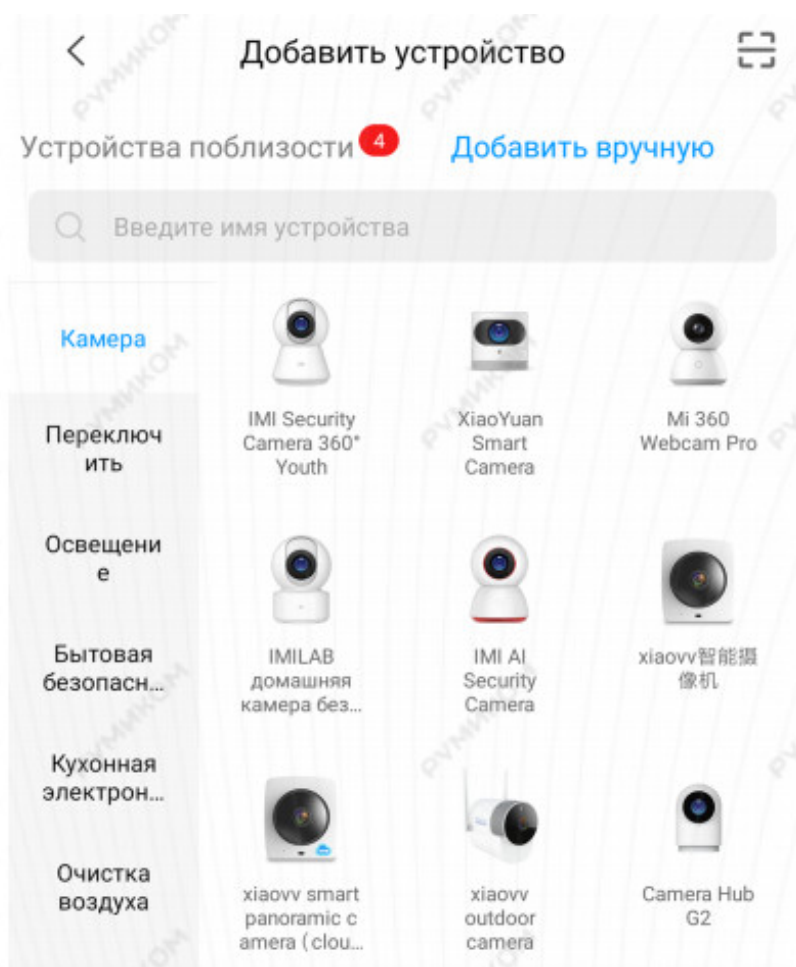 Добавить устройство
Устройства поблизости 4
Добавить вручную
Введите имя устройства
Камера
Переключ
ить
Освещени
е
Бытовая
безопасн...
Кухонная
электрон...
Очистка
воздуха
IMI Security
Camera 360°
Youth
XiaoYuan
Smart
Camera
Mi 360
Webcam Pro
IMILAB
домашняя
камера без...
IMI AI
Security
Camera
xiaovv智能摄
像机
xiaovv smart
panoramic c
amera (clou...
xiaovv
outdoor
camera
Camera Hub
G2
РУМИКОМ